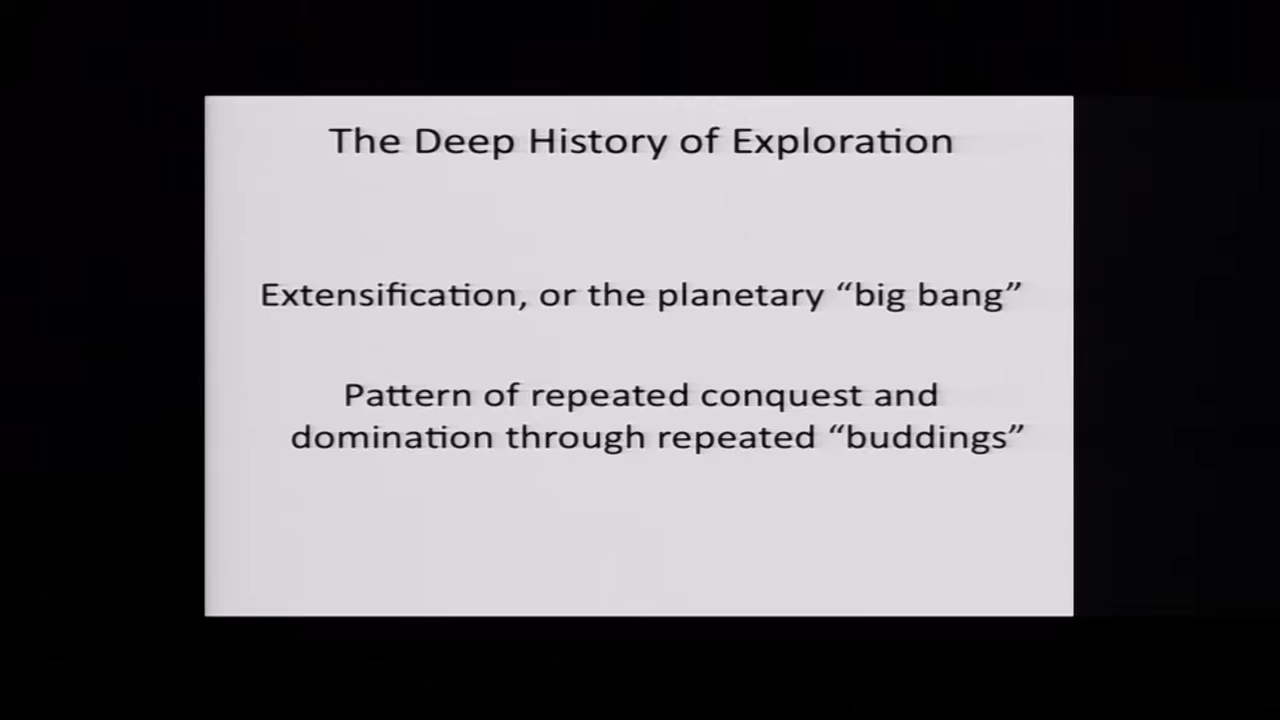 The Deep History of Exploration
Extensification, or the planetary “big bang”
Pattern of repeated conquest and
domination through repeated “buddings”